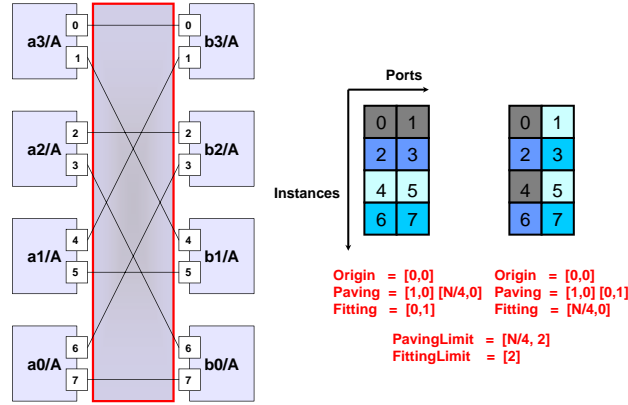 a3/A
0
1
0
1
b3/A
a2/A
2
3
2
3
b2/A
a1/A
4
5
4
5
b1/A
a0/A
6
7
6
7
b0/A
Ports
Instances
0 1
2 3
4 5
6 7
0 1
2 3
4 5
6 7
Origin = [0,0]
Paving = [1,0] [N/4,0]
Fitting = [0,1]
Origin = [0,0]
Paving = [1,0] [0,1]
Fitting = [N/4,0]
PavingLimit = [N/4, 2]
FittingLimit = [2]